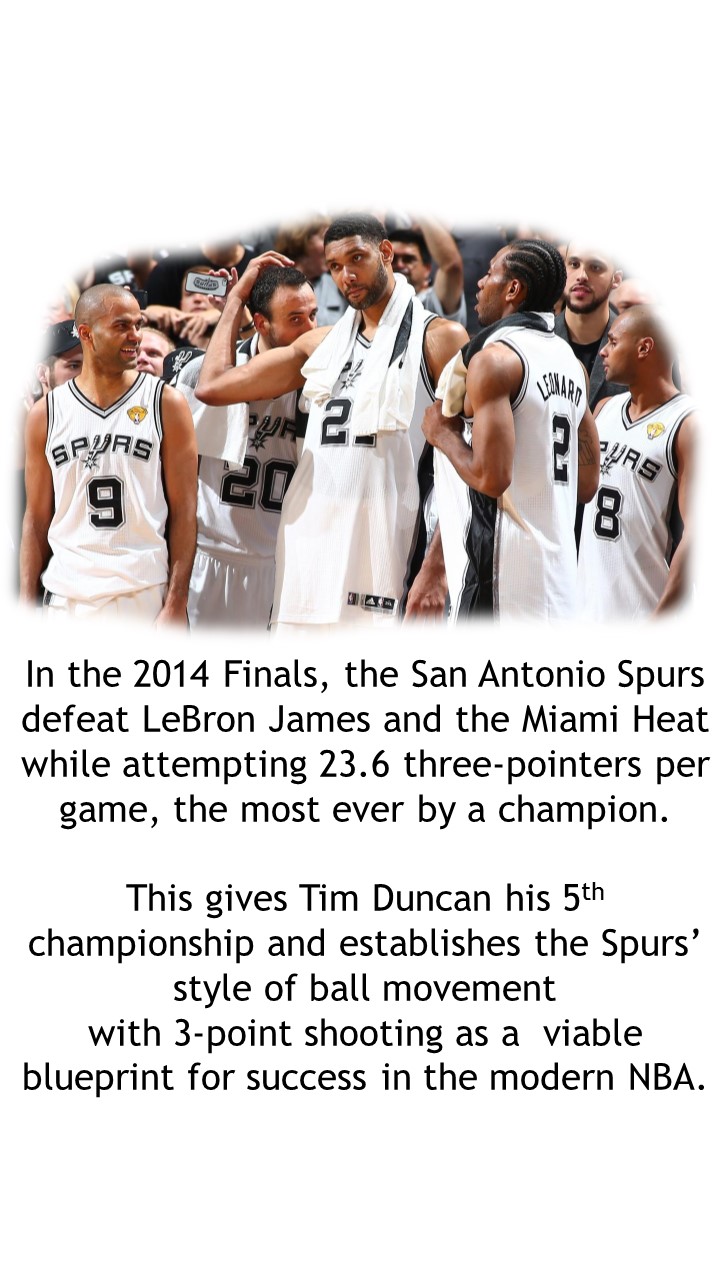 SPURS
9
20
2
LEONARD
2
SPURS
8
In the 2014 Finals, the San Antonio Spurs
defeat LeBron James and the Miami Heat
while attempting 23.6 three-pointers per
game, the most ever by a champion.
This gives Tim Duncan his 5th
championship and establishes the Spurs’
style of ball movement
with 3-point shooting as a  viable
blueprint for success in the modern NBA.